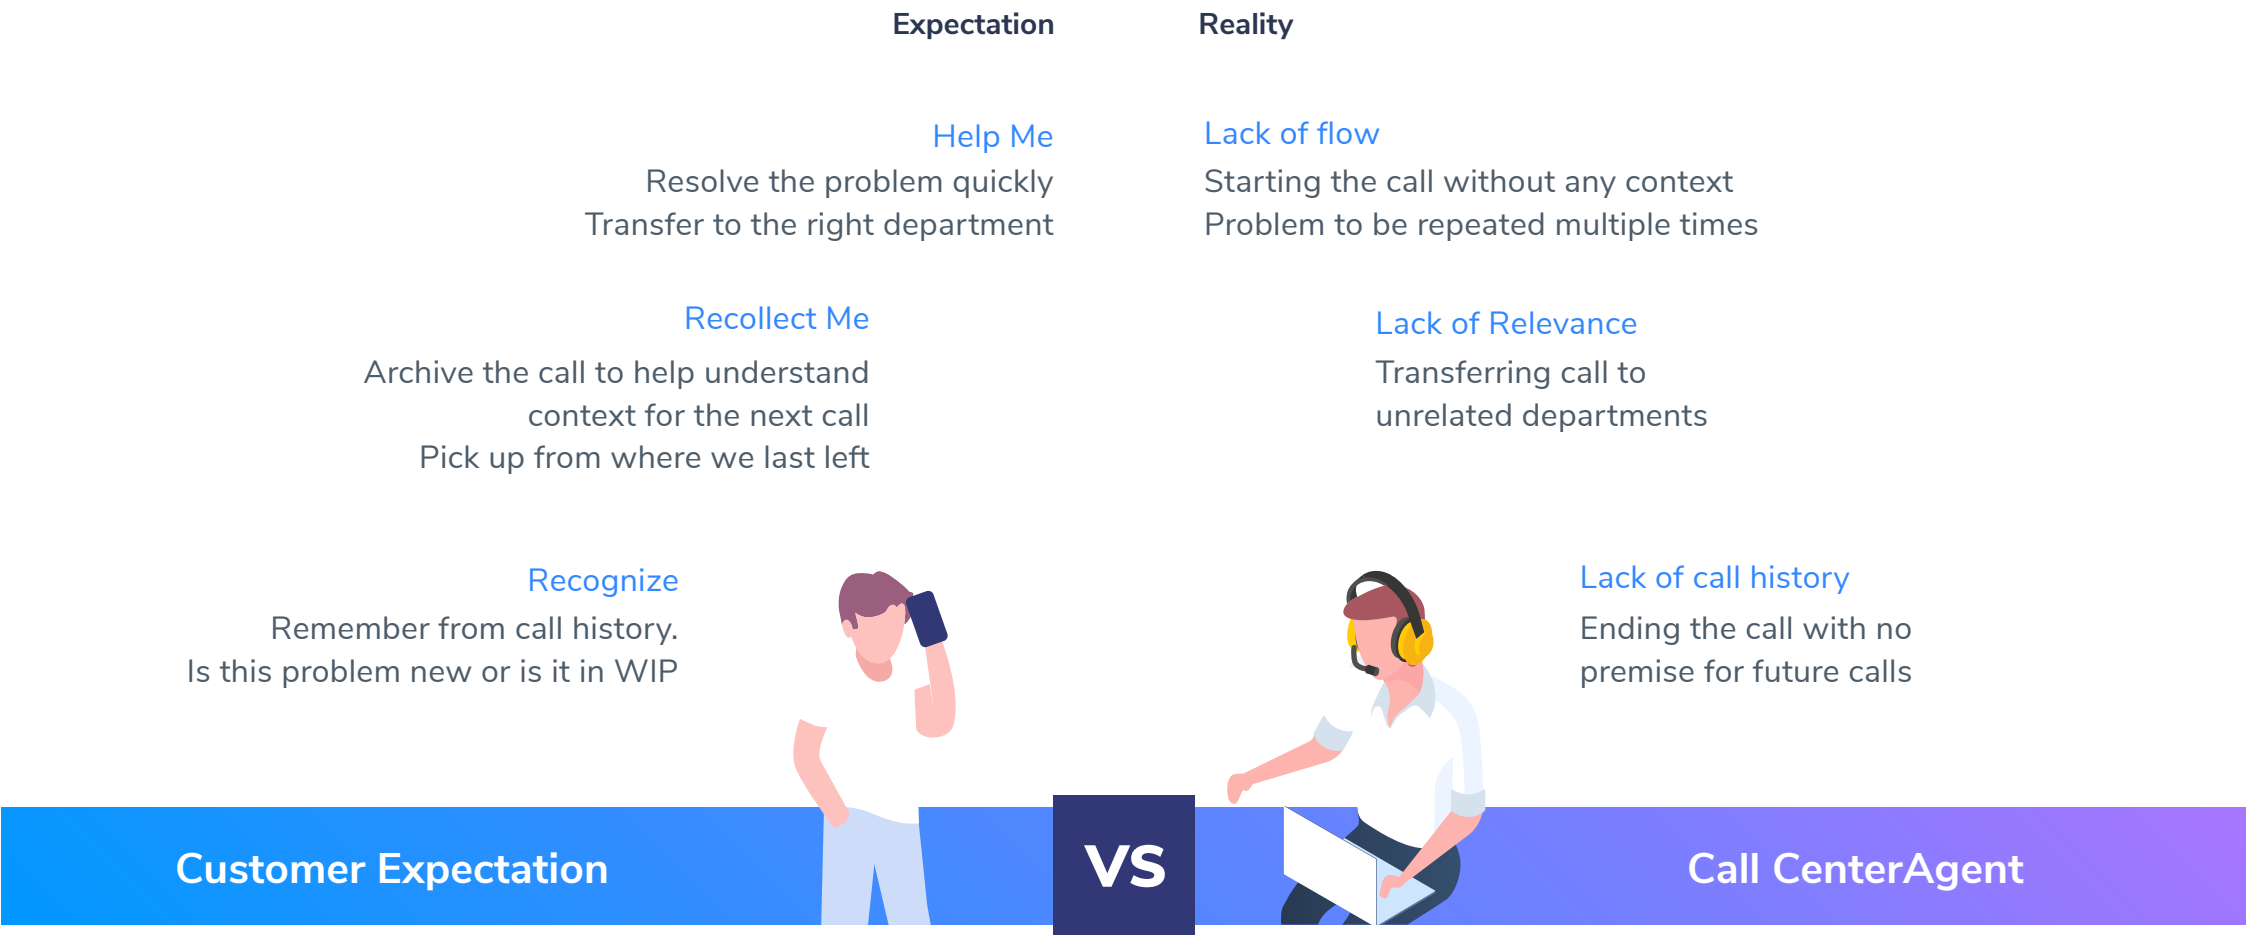 Expectation
Reality
Help Me
Resolve the problem quickly
Transfer to the right department
Lack of flow
Starting the call without any context
Problem to be repeated multiple times
Recollect Me
Archive the call to help understand
context for the next call
Pick up from where we last left
Lack of Relevance
Transferring call to
unrelated departments
Recognize
Remember from call history.
Is this problem new or is it in WIP
Lack of call history
Ending the call with no
premise for future calls
Customer Expectation
VS
Call CenterAgent